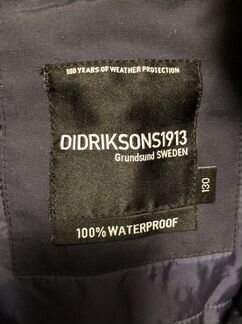 100 YEARS OF WEATHER PROTECTION
DIDRIKSONS1913
Grundsund SWEDEN
130
100% WATERPROOF